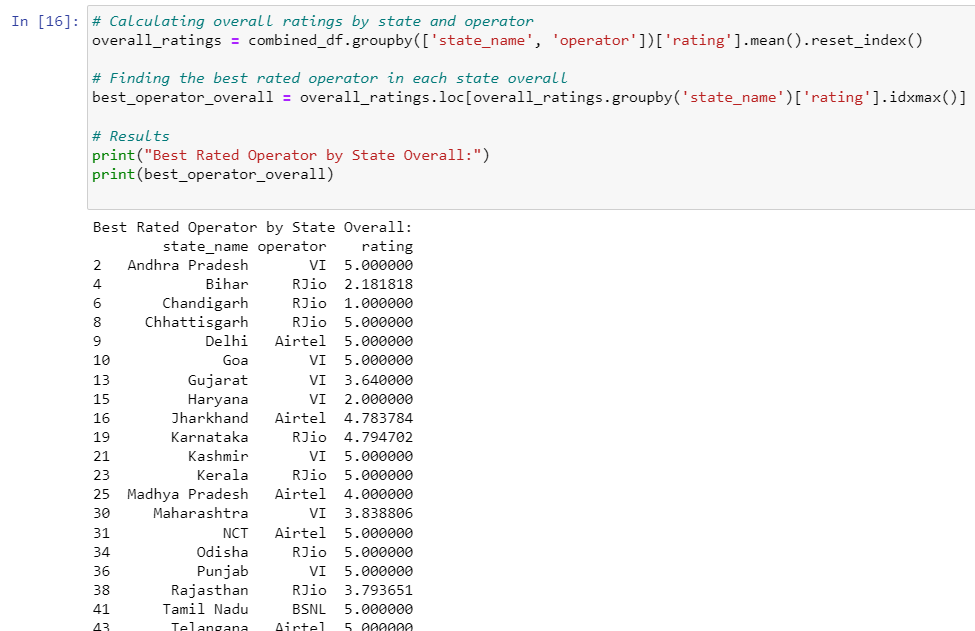 In [16]: # Calculating overall ratings by state and operator
overall_ratings = combined_df.groupby(['state_name', 'operator'])['rating'].mean().reset_index()
# Finding the best rated operator in each state overall
best_operator_overall = overall_ratings.loc[overall_ratings.groupby('state_name')['rating'].idxmax()]
# Results
print("Best Rated Operator by State Overall:")
print(best_operator_overall)
Best Rated Operator by State Overall:
state_name operator rating
2 Andhra Pradesh VI 5.000000
4 Bihar RJio 2.181818
6 Chandigarh RJio 1.000000
8 Chhattisgarh RJio 5.000000
9 Delhi Airtel 5.000000
10 Goa VI 5.000000
13 Gujarat VI 3.640000
15 Haryana VI 2.000000
16 Jharkhand Airtel 4.783784
19 Karnataka RJio 4.794702
21 Kashmir VI 5.000000
23 Kerala RJio 5.000000
25 Madhya Pradesh Airtel 4.000000
30 Maharashtra VI 3.838806
31 NCT Airtel 5.000000
34 Odisha RJio 5.000000
36 Punjab VI 5.000000
38 Rajasthan RJio 3.793651
41 Tamil Nadu BSNL 5.000000
43 Telangana Airtel 5.000000